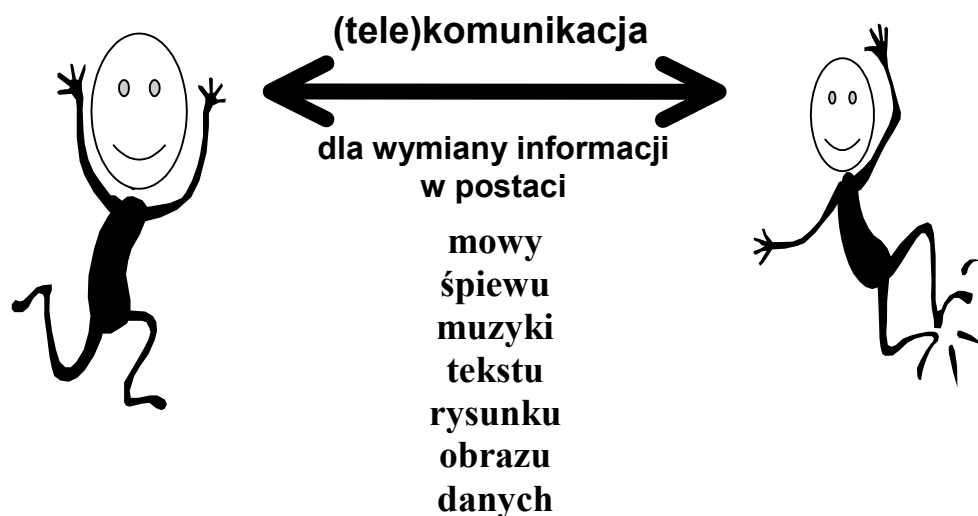 (tele)komunikacja
dla wymiany informacji
w postaci
mowy
śpiewu
muzyki
tekstu
rysunku
obrazu
danych